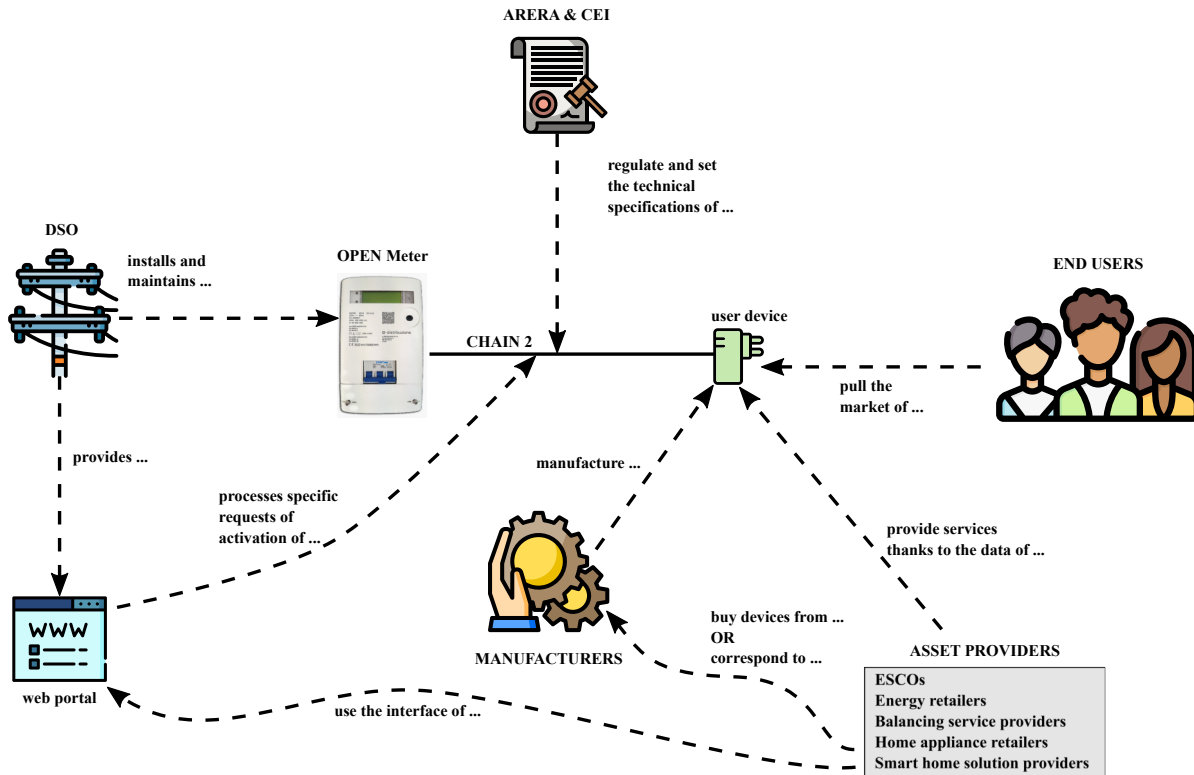 ARERA & CEI
regulate and set
the technical
specifications of ...
DSO
installs and
maintains ...
OPEN Meter
END USERS
user device
CHAIN 2
pull the
market of ...
provides ...
manufacture ...
processes specific
requests of
activation of ...
provide services
thanks to the data of ...
WWW
buy devices from ...
OR
correspond to ...
MANUFACTURERS
ASSET PROVIDERS
web portal
use the interface of ...
ESCOs
Energy retailers
Balancing service providers
Home appliance retailers
Smart home solution providers